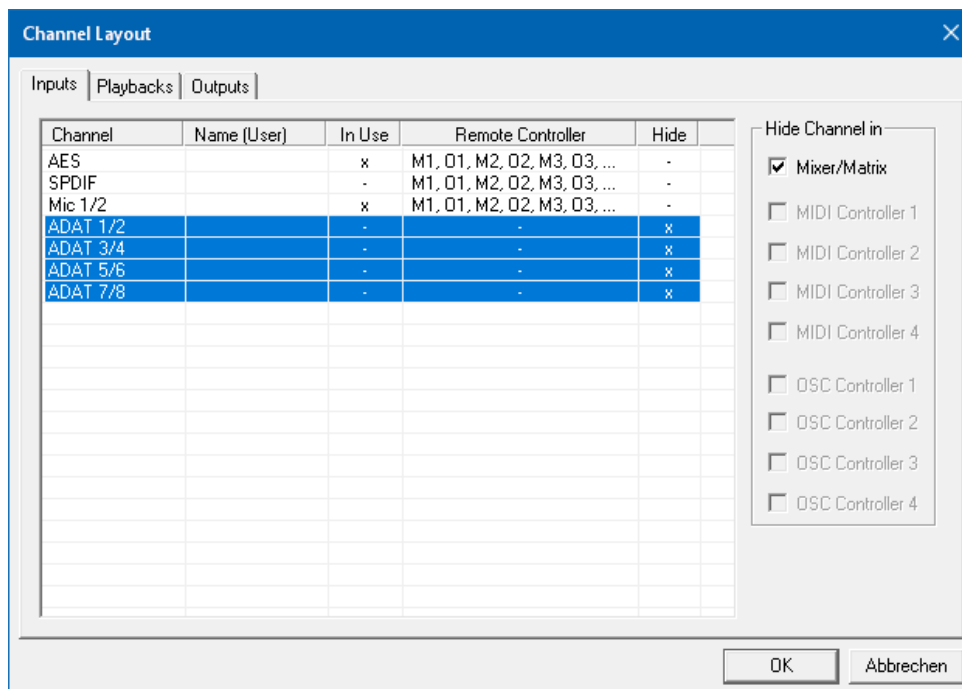 Channel Layout
Inputs Playbacks Outputs
Channel Name (User) In Use Remote Controller Hide
AES x M1, O1, M2, O2, M3, O3, ... -
SPDIF - M1, O1, M2, O2, M3, O3, ... -
Mic 1/2 x M1, O1, M2, O2, M3, O3, ... -
ADAT 1/2 - - x
ADAT 3/4 - - x
ADAT 5/6 - - x
ADAT 7/8 - - x
Hide Channel in
Mixer/Matrix
MIDI Controller 1
MIDI Controller 2
MIDI Controller 3
MIDI Controller 4
OSC Controller 1
OSC Controller 2
OSC Controller 3
OSC Controller 4
OK Abbrechen